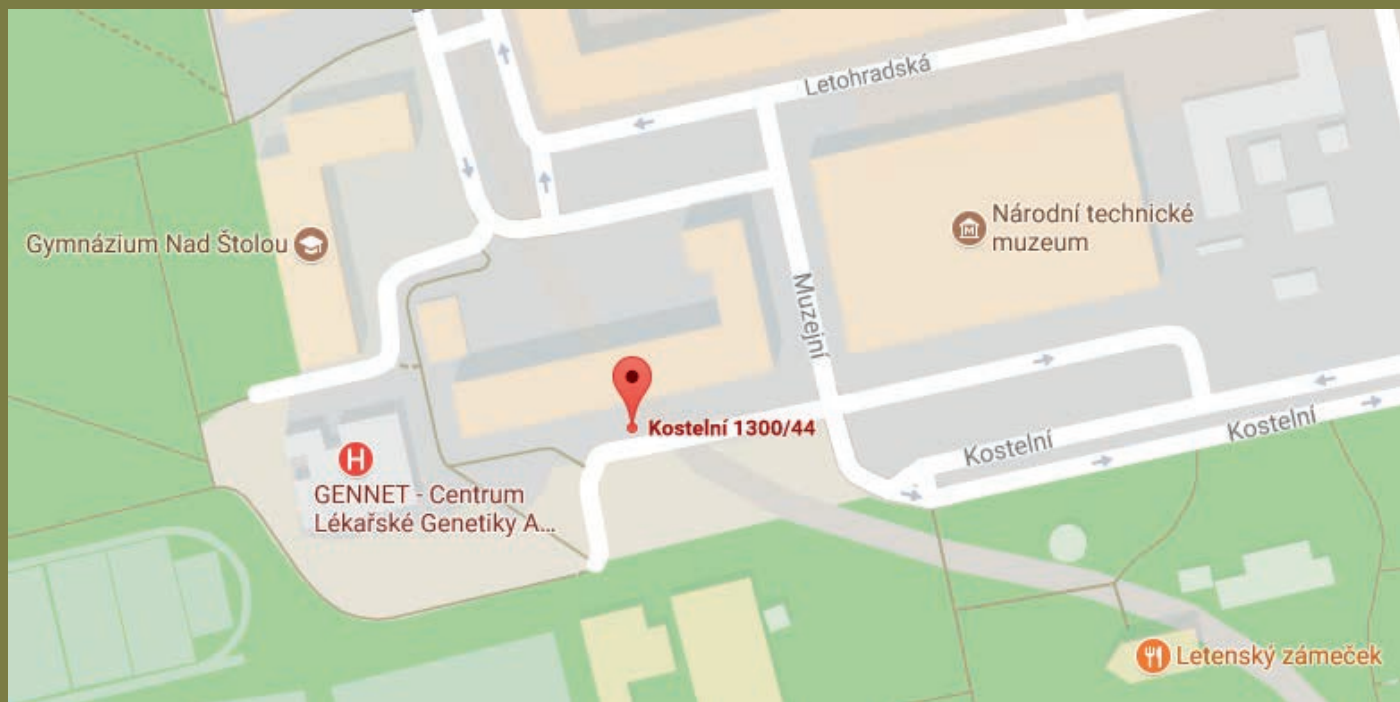 Letohradská
Národní technické
muzeum
Gymnázium Nad Štolou
Muzejní
Kostelní 1300/44
Kostelní
Kostelní
H
GENNET - Centrum
Lékařské Genetiky A...
Letenský zámeček